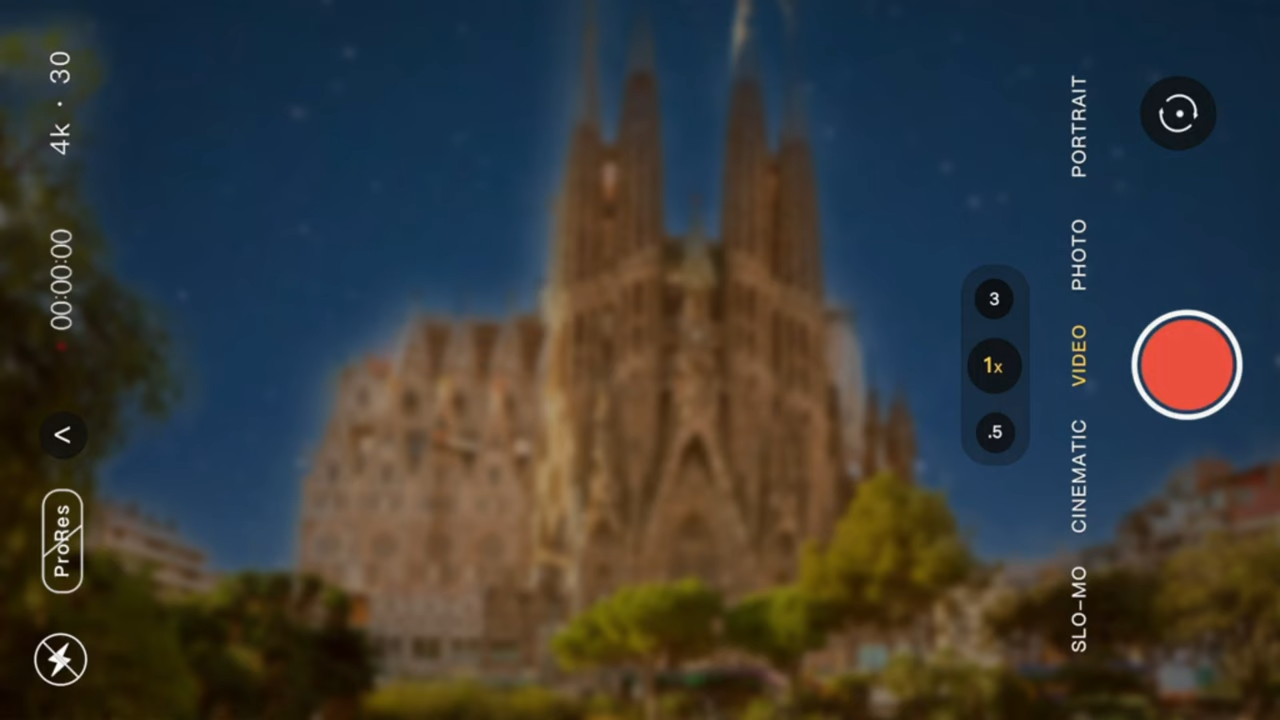 4k · 30
00:00:00
<
ProRes
3
1x
.5
PORTRAIT
PHOTO
VIDEO
CINEMATIC
SLO-MO